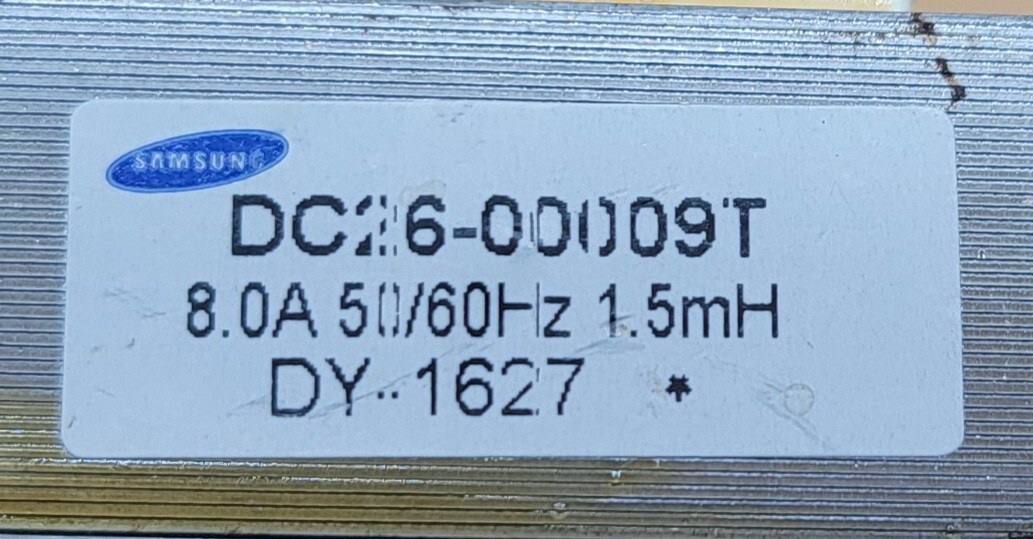 SAMSUNG
DC26-00009T
8.0A 50/60Hz 1.5mH
DY-1627 *